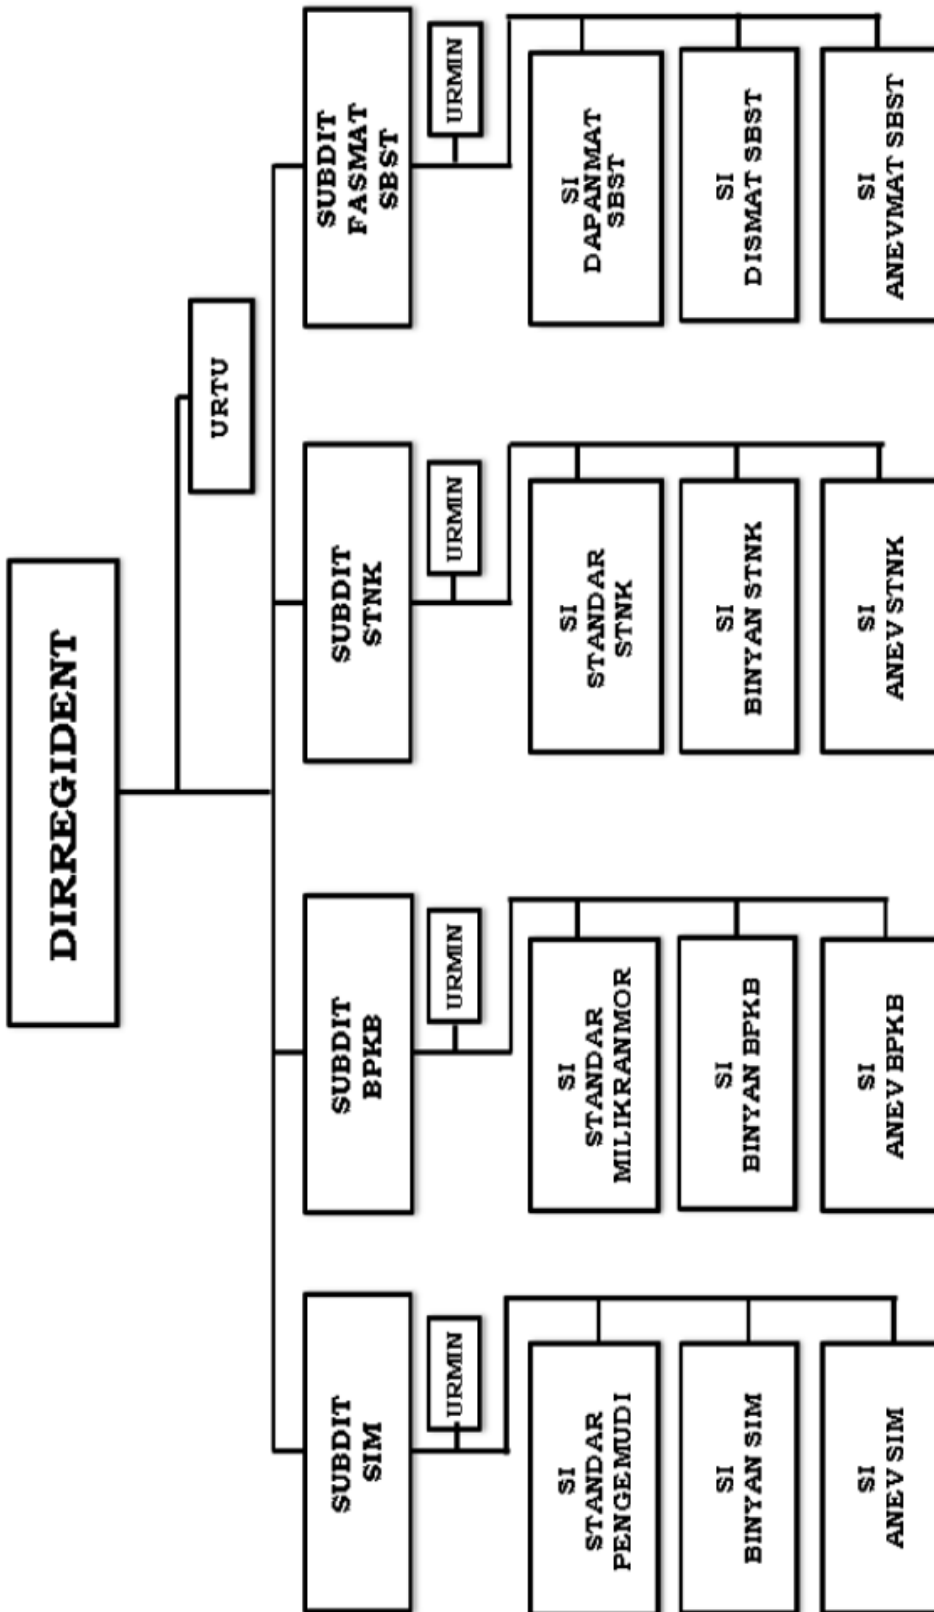 DIRREGIDENT
URTU
SUBDIT
SIM
SUBDIT
BPKB
SUBDIT
STNK
SUBDIT
FASMAT
SBST
URMIN
URMIN
URMIN
URMIN
SI
STANDAR
PENGEMUDI
SI
STANDAR
MILIKRANMOR
SI
STANDAR
STNK
SI
DAPANMAT
SBST
SI
BINYAN SIM
SI
BINYAN BPKB
SI
BINYAN STNK
SI
DISMAT SBST
SI
ANEV SIM
SI
ANEV BPKB
SI
ANEV STNK
SI
ANEVMAT SBST